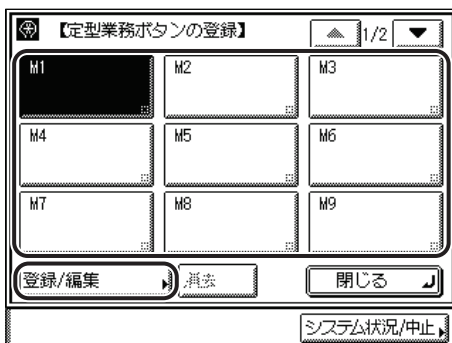 【定型業務ボタンの登録】 1/2
M1 M2 M3
M4 M5 M6
M7 M8 M9
登録/編集 消去 閉じる
システム状況/中止